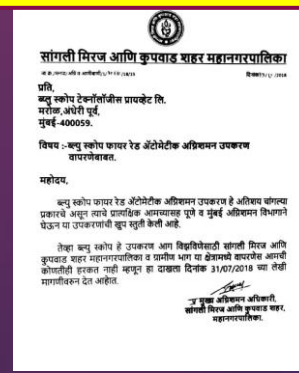 सांगली मिरज आणि कुपवाड शहर महानगरपालिका
प्रति,
ब्ल्यु स्कोप टेक्नॉलॉजीस प्रायव्हेट लि.
मरोळ,अंधेरी पूर्व,
मुंबई-400059.
विषय :-ब्ल्यु स्कोप फायर रेड ॲटोमेटीक अग्निशमन उपकरण
वापरणेबाबत.
महोदय,
ब्ल्यु स्कोप फायर रेड ॲटोमेटीक अग्निशमन उपकरण हे अतिशय चांगल्या
प्रकारचे असून त्याचे प्रात्यक्षिक आमच्यासह पूणे व मुंबई अग्निशमन विभागाने
घेऊन या उपकरणांची खुप स्तुती केली आहे.
तेव्हा ब्ल्यु स्कोप हे उपकरण आग विझविणेसाठी सांगली मिरज आणि
कुपवाड शहर महानगरपालिका व ग्रामीण भाग या क्षेत्रामध्ये वापरणेस आमची
कोणतीही हरकत नाही म्हणून हा दाखला दिनांक 31/07/2018 च्या लेखी
मागणीवरुन देत आहोत.
मुख्य अग्निशमन अधिकारी,
सांगली मिरज आणि कुपवाड शहर,
महानगरपालिका.